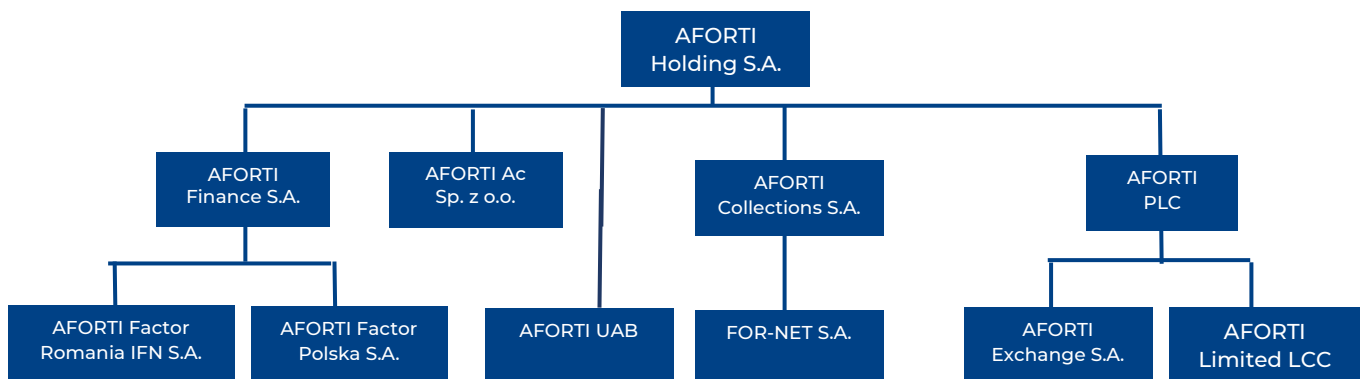 AFORTI
Holding S.A.
AFORTI
Finance S.A.
AFORTI Ac
Sp. z o.o.
AFORTI
Collections S.A.
AFORTI
PLC
AFORTI Factor
Romania IFN S.A.
AFORTI Factor
Polska S.A.
AFORTI UAB
FOR-NET S.A.
AFORTI
Exchange S.A.
AFORTI
Limited LCC